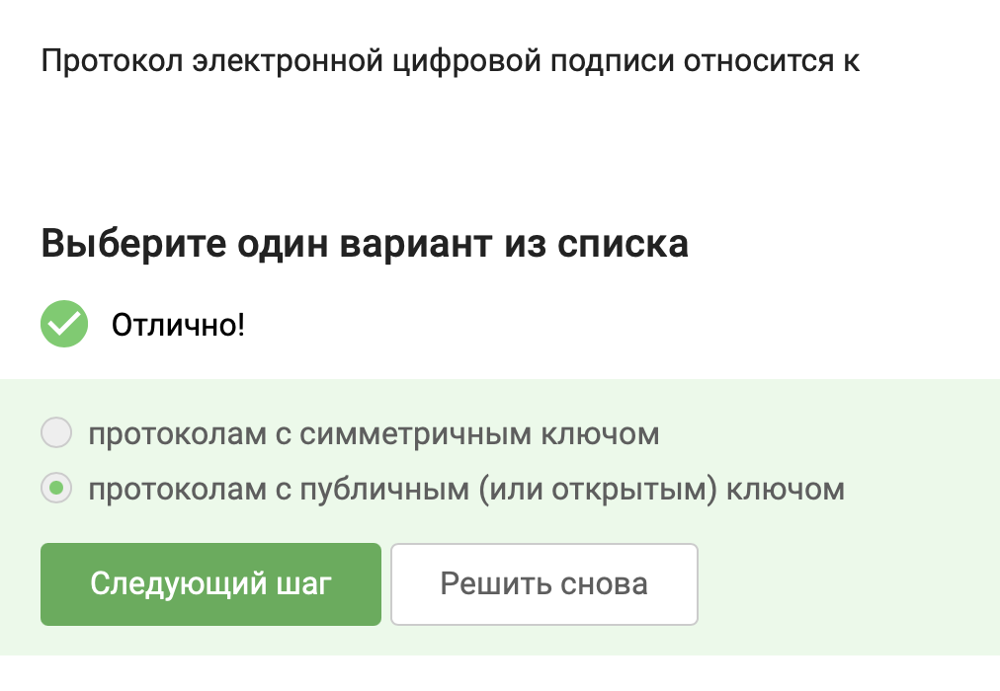 Протокол электронной цифровой подписи относится к
Выберите один вариант из списка
Отлично!
протоколам с симметричным ключом
протоколам с публичным (или открытым) ключом
Следующий шаг
Решить снова